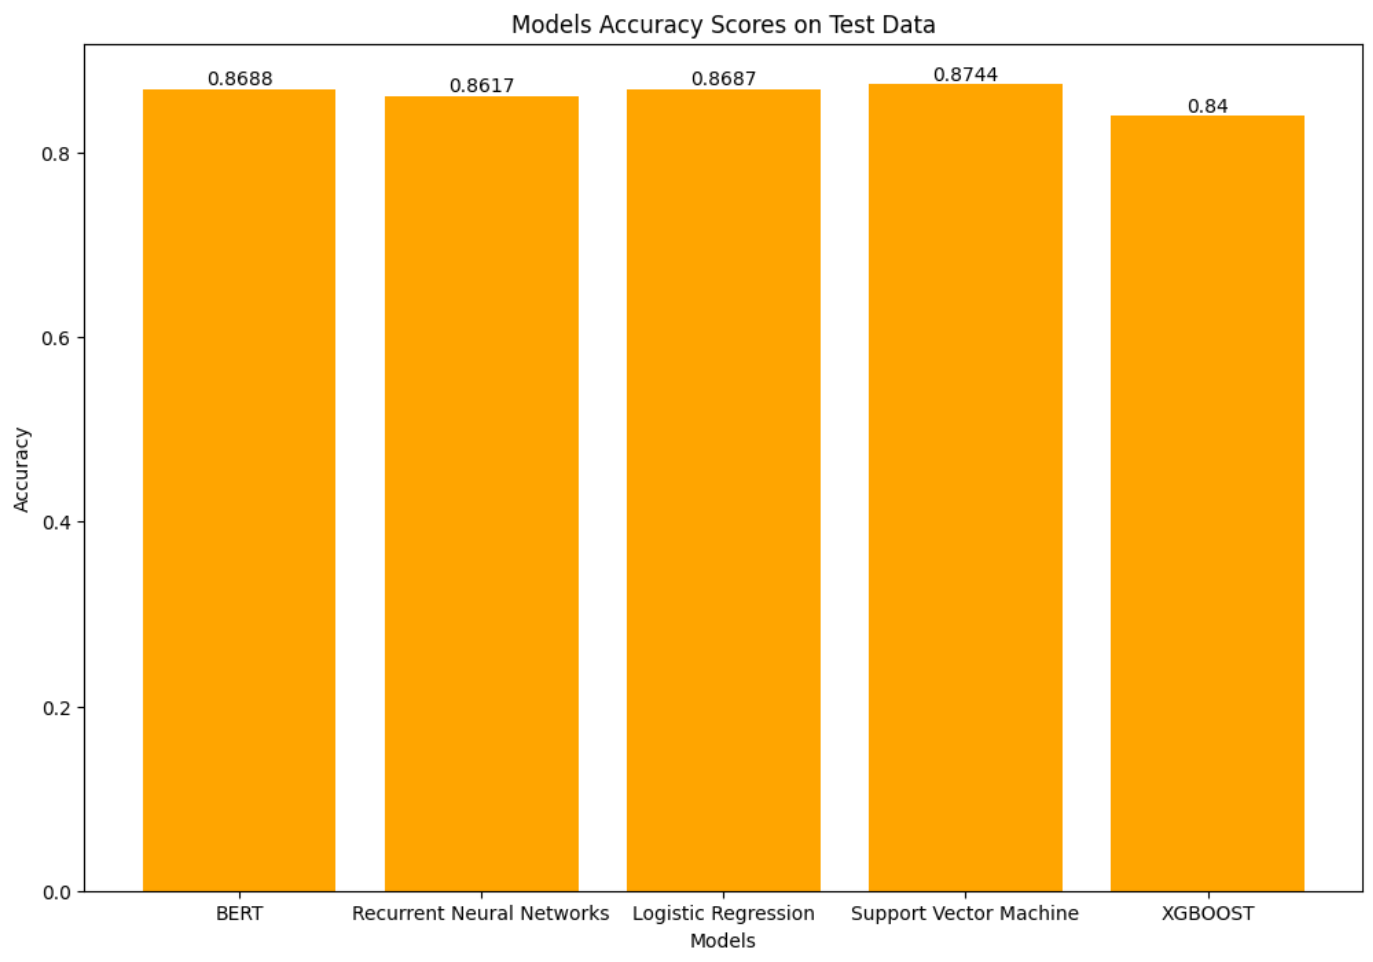 Models Accuracy Scores on Test Data
0.8688
0.8617
0.8687
0.8744
0.84
0.8
0.6
0.4
0.2
0.0
Accuracy
BERT
Recurrent Neural Networks
Logistic Regression
Support Vector Machine
XGBOOST
Models